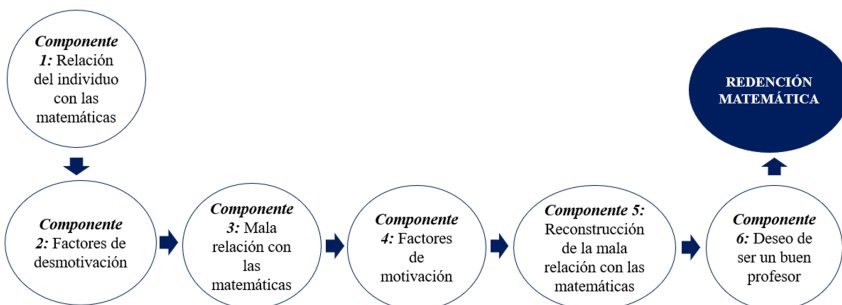 Componente
1: Relación
del individuo
con las
matemáticas
Componente
2: Factores de
desmotivación
Componente
3: Mala
relación con
las
matemáticas
Componente
4: Factores
de
motivación
Componente 5:
Reconstrucción
de la mala
relación con las
matemáticas
Componente
6: Deseo de
ser un buen
profesor
REDENCIÓN
MATEMÁTICA